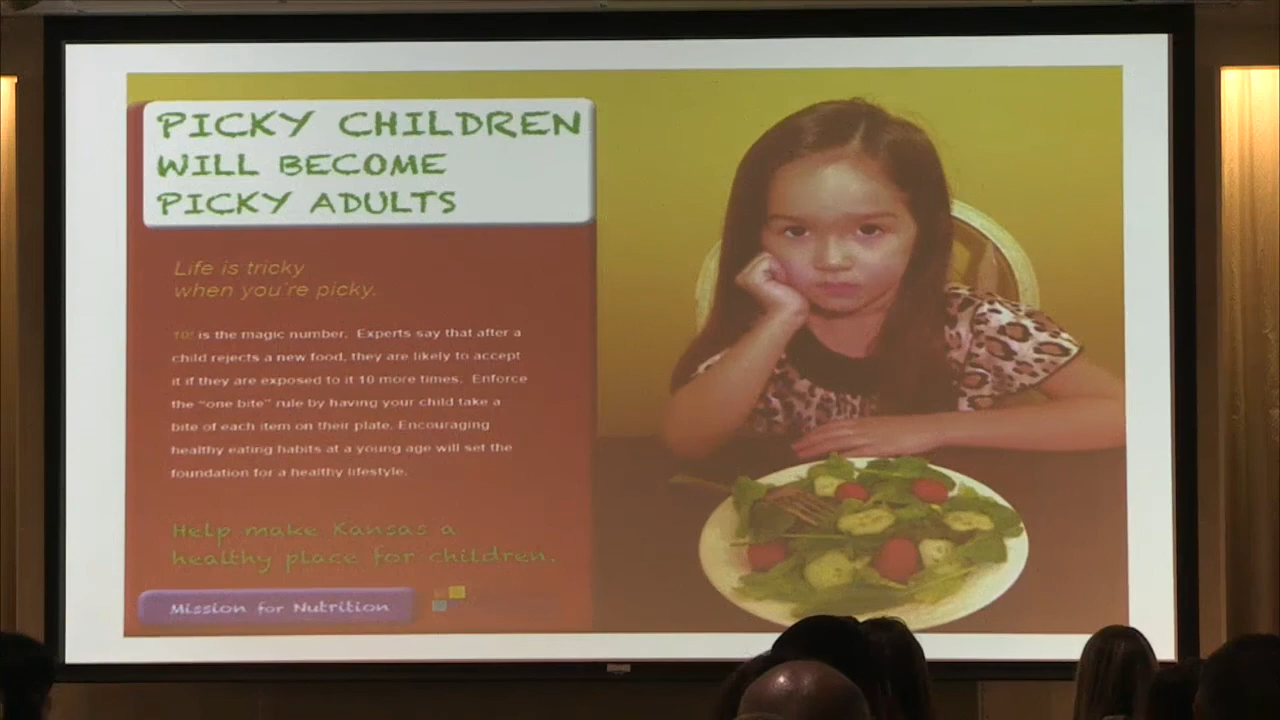 PICKY CHILDREN
WILL BECOME
PICKY ADULTS
Life is tricky
when you're picky.
10! is the magic number. Experts say that after a
child rejects a new food, they are likely to accept
it if they are exposed to it 10 more times. Enforce
the "one bite" rule by having your child take a
bite of each item on their plate. Encouraging
healthy eating habits at a young age will set the
foundation for a healthy lifestyle.
Help make Kansas a
healthy place for children.
Mission for Nutrition